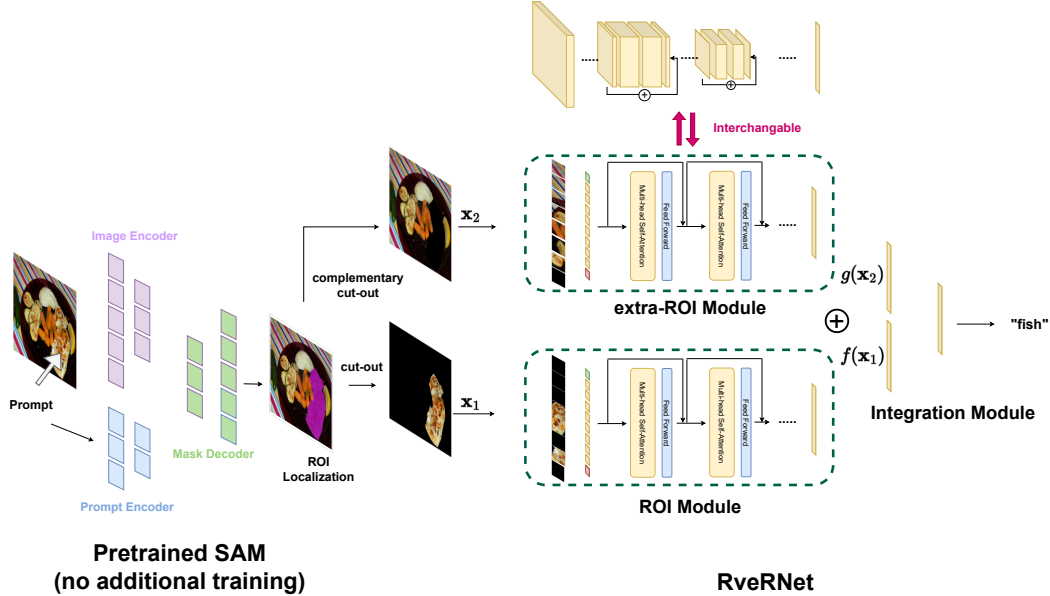 Interchangable
Image Encoder
x₂
complementary
cut-out
Multi-head Self-Attention
Feed Forward
Multi-head Self-Attention
Feed Forward
extra-ROI Module
g(x₂)
"fish"
Prompt
Mask Decoder
ROI
Localization
cut-out
x₁
Multi-head Self-Attention
Feed Forward
Multi-head Self-Attention
Feed Forward
ROI Module
f(x₁)
Integration Module
Prompt Encoder
Pretrained SAM
(no additional training)
RveRNet